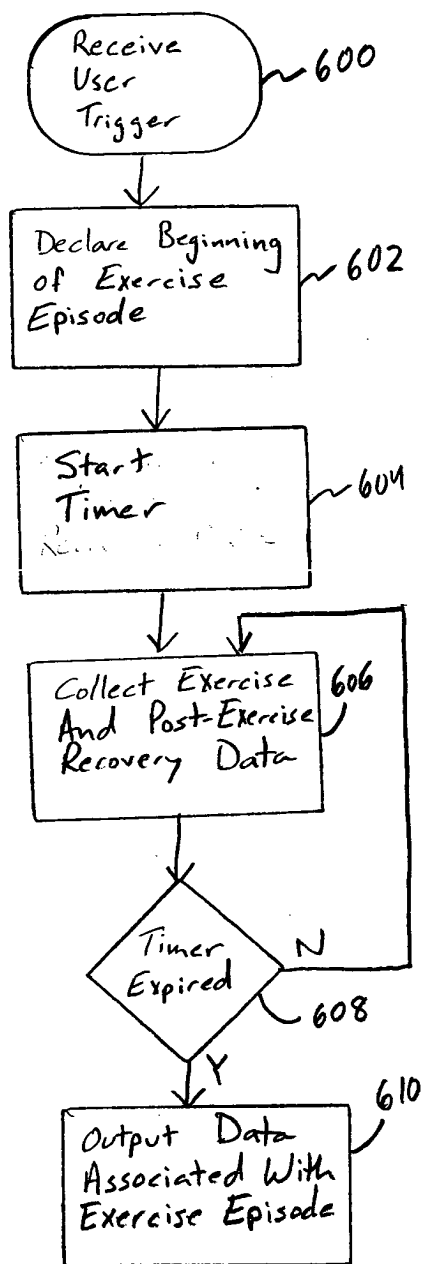 Receive
User
Trigger
600
Declare Beginning
of Exercise
Episode
602
Start
Timer
604
Collect Exercise
And Post-Exercise
Recovery Data
606
Timer
Expired
N
608
Y
610
Output Data
Associated With
Exercise Episode